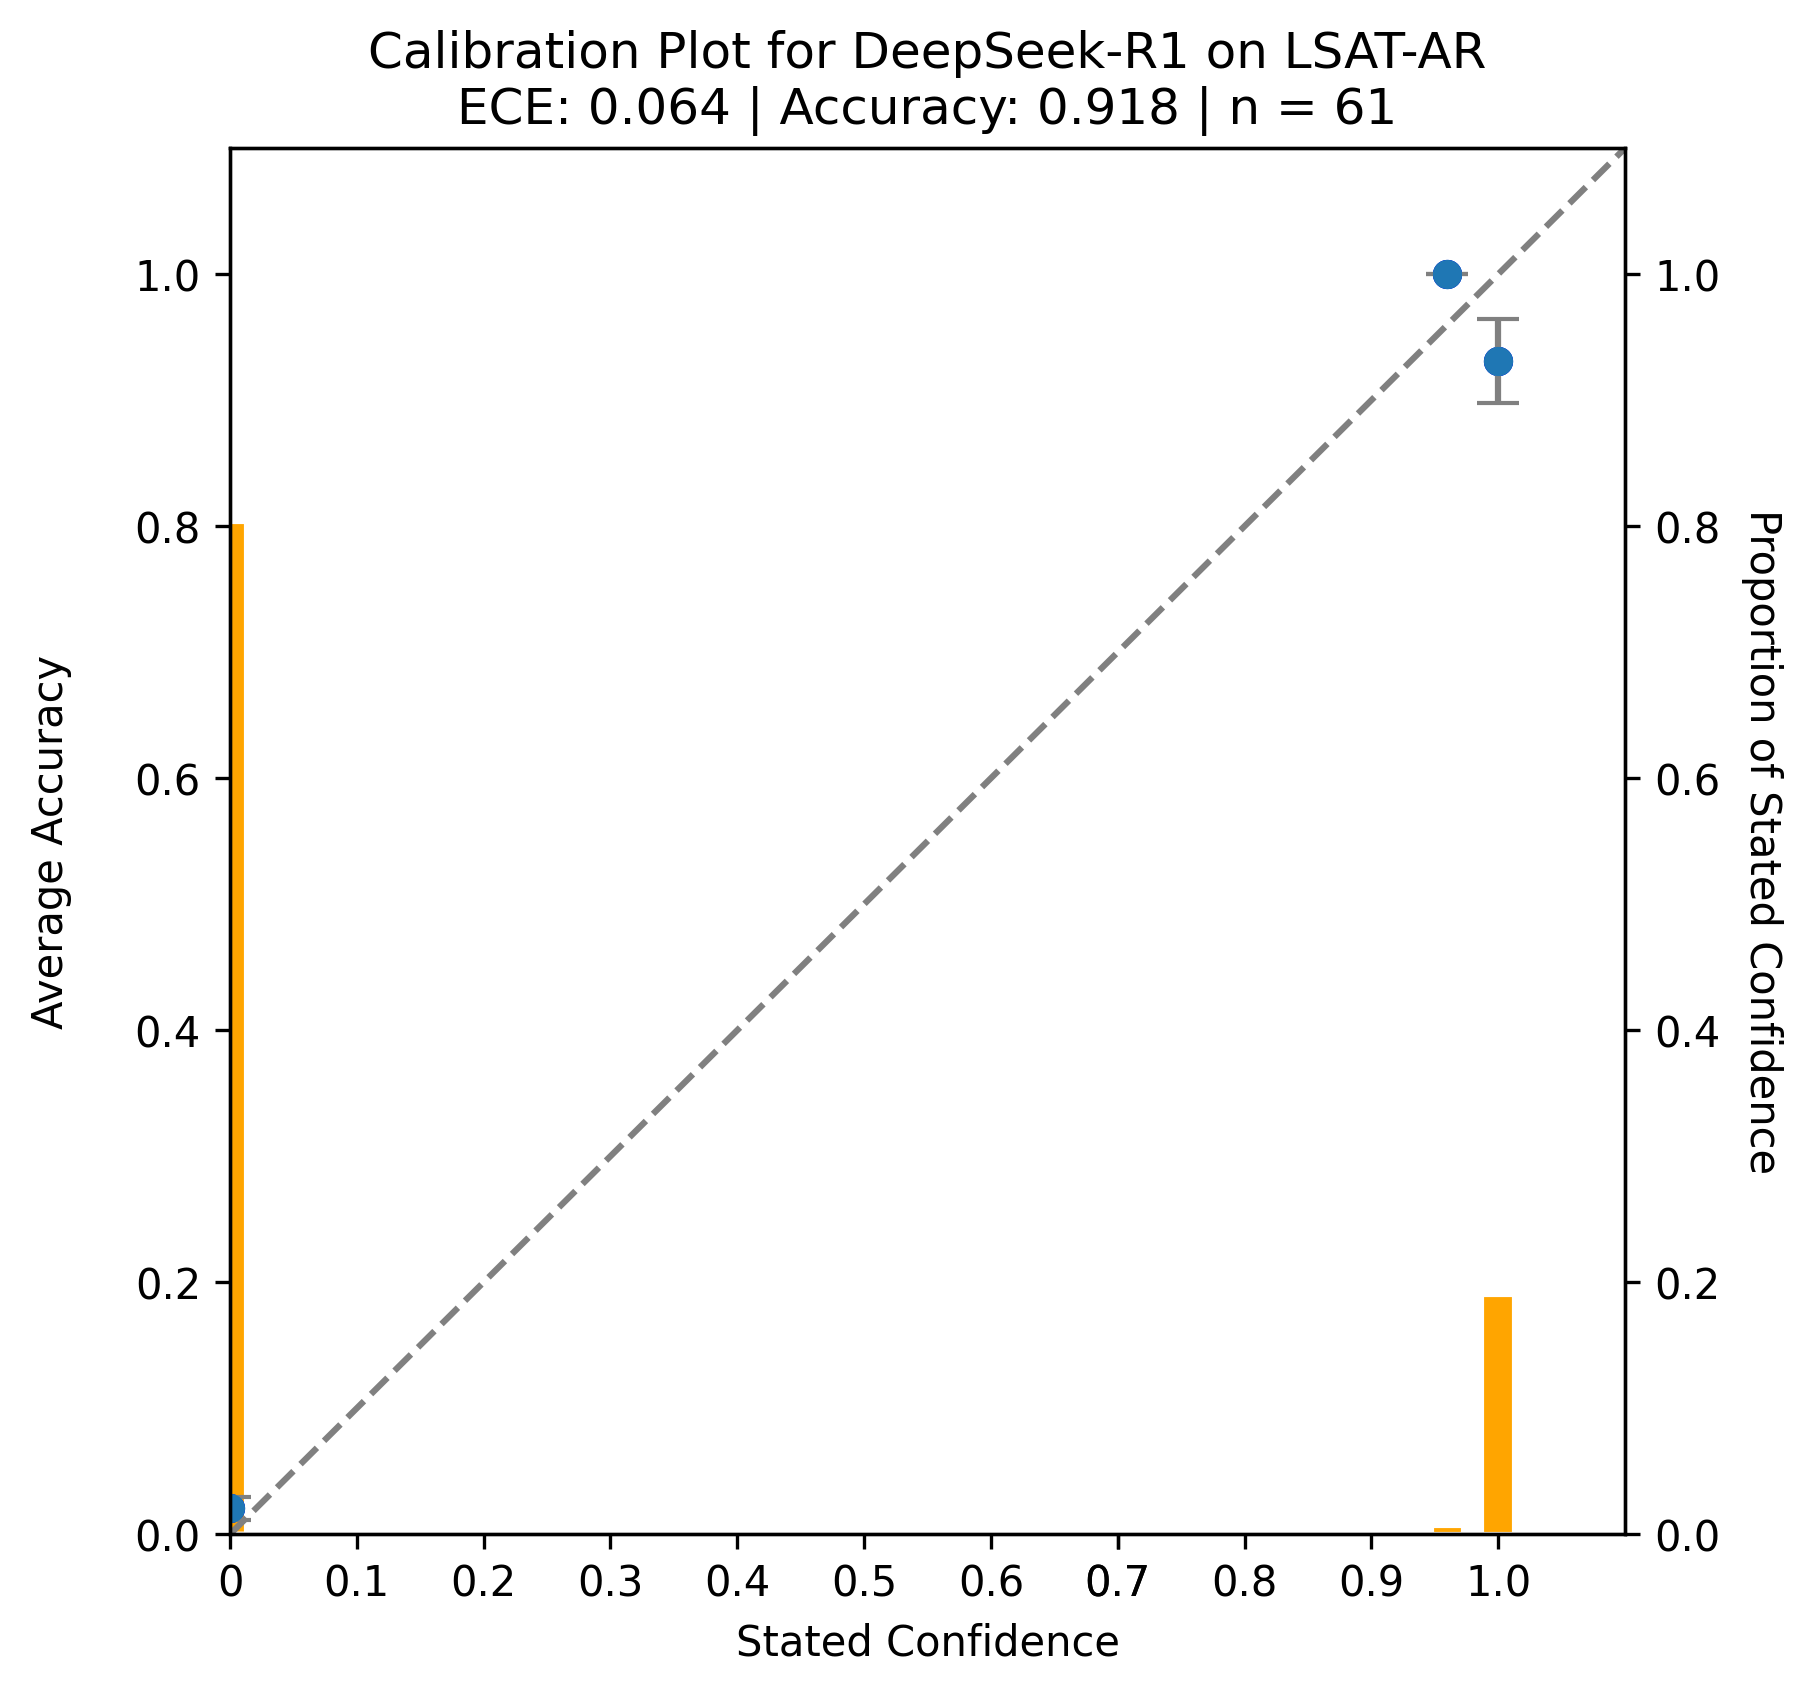 Calibration Plot for DeepSeek-R1 on LSAT-AR
ECE: 0.064 | Accuracy: 0.918 | n = 61
Average Accuracy
1.0
0.8
0.6
0.4
0.2
0.0
1.0
0.8
0.6
0.4
0.2
0.0
Proportion of Stated Confidence
0 0.1 0.2 0.3 0.4 0.5 0.6 0.7 0.8 0.9 1.0
Stated Confidence